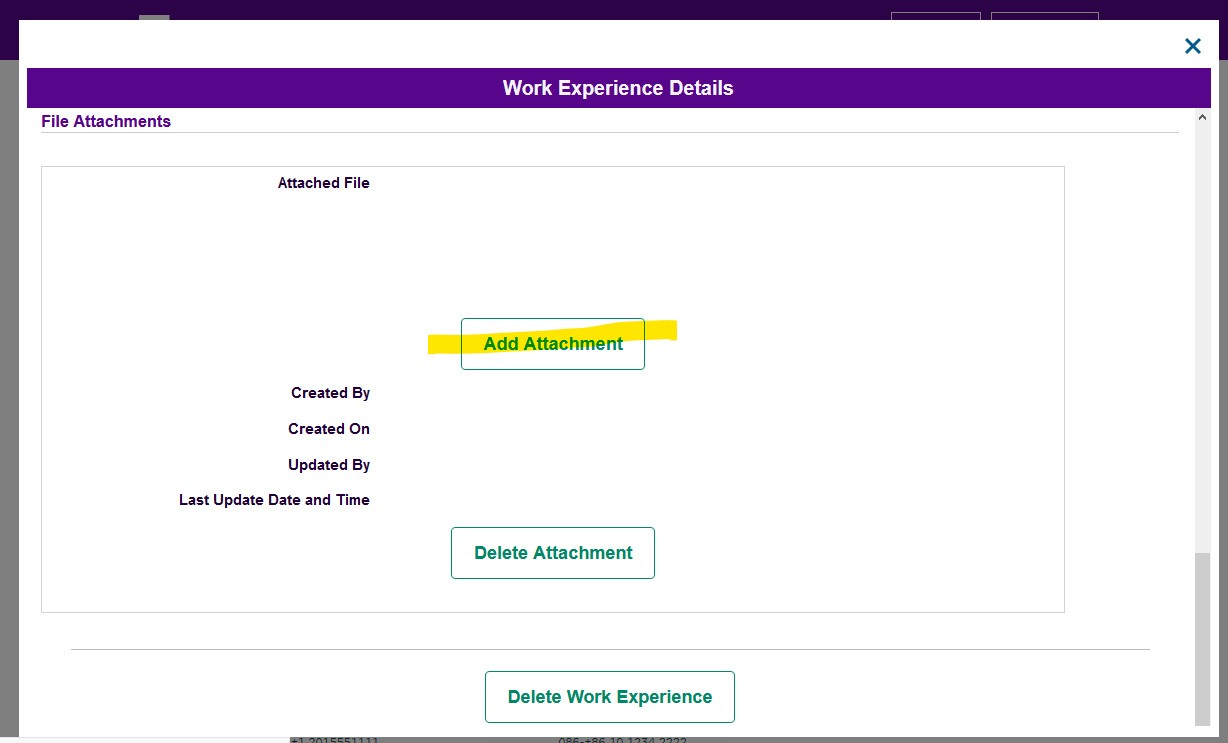 Work Experience Details
File Attachments
Attached File
Add Attachment
Created By
Created On
Updated By
Last Update Date and Time
Delete Attachment
Delete Work Experience
+1 2015551111 086-+86 10 1234 2222